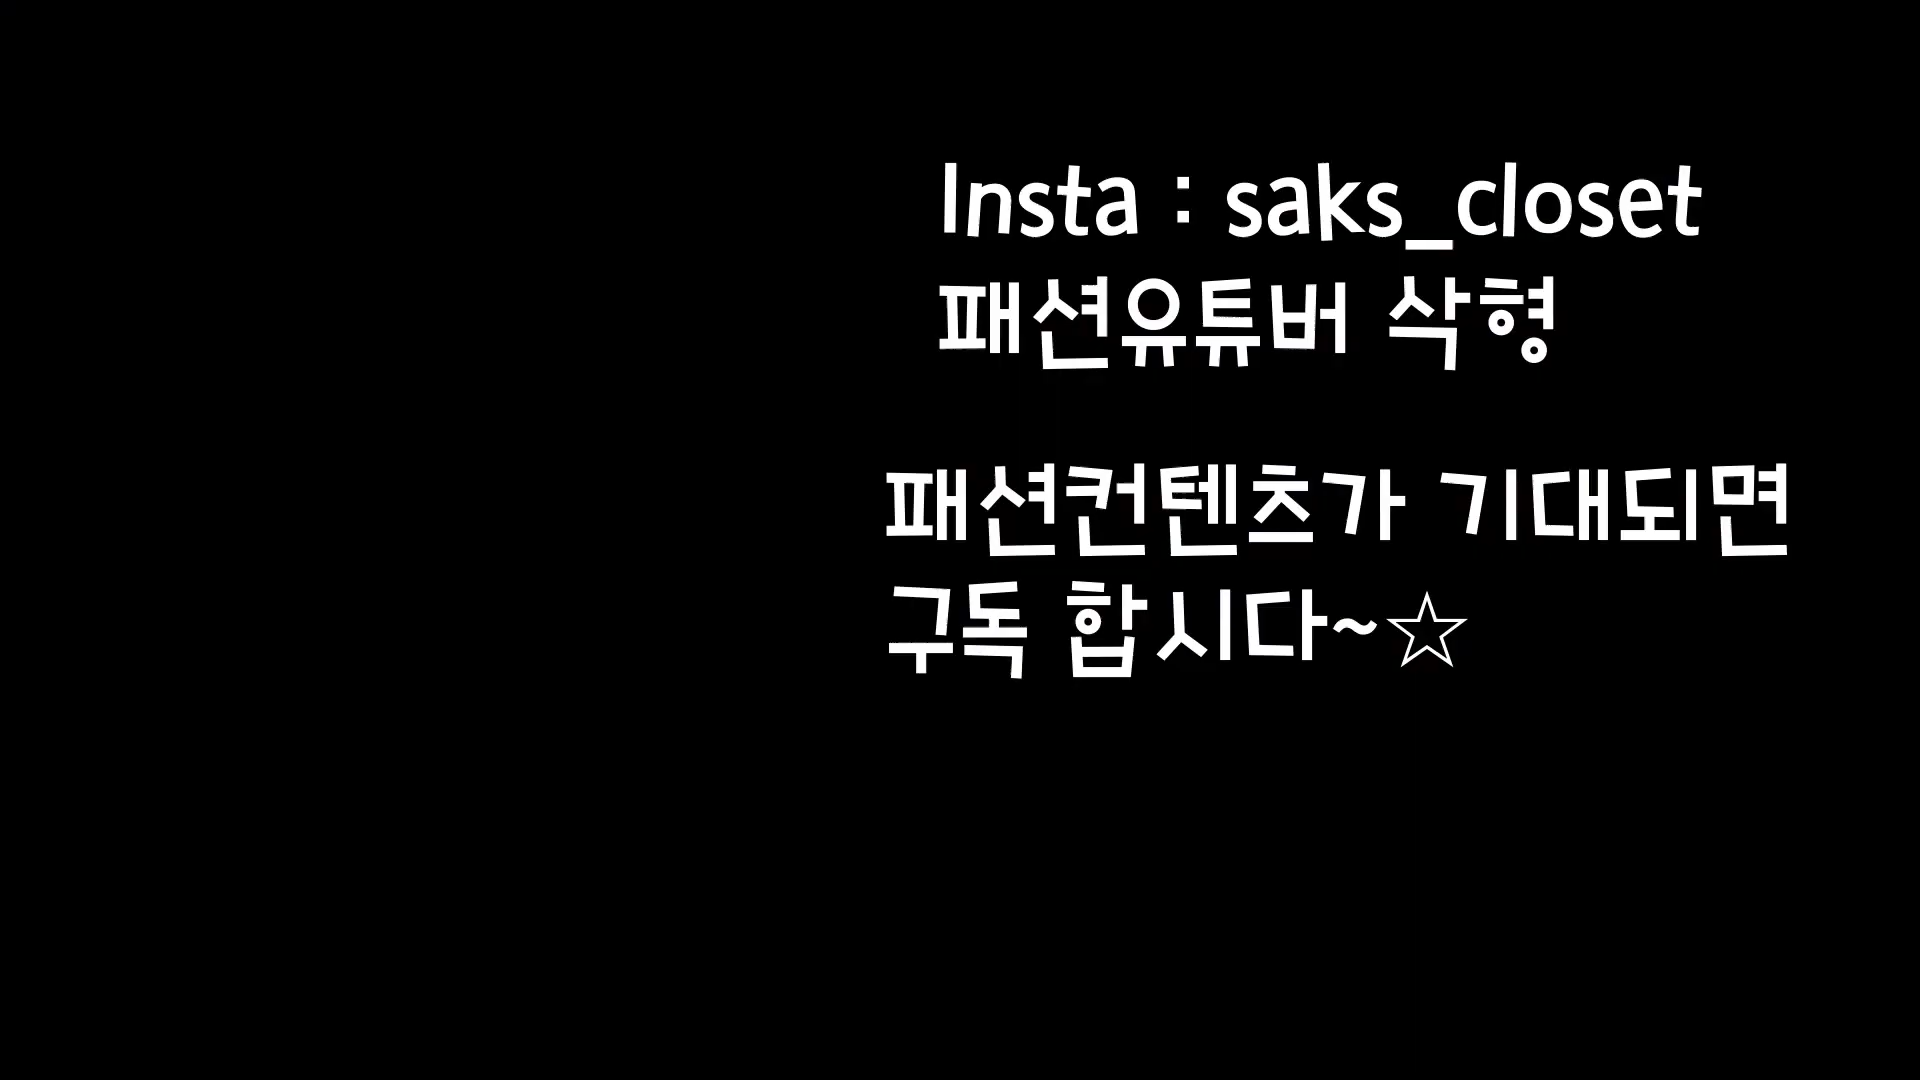 Insta : saks_closet
패션유튜버 삭형
패션컨텐츠가 기대되면
구독 합시다~☆